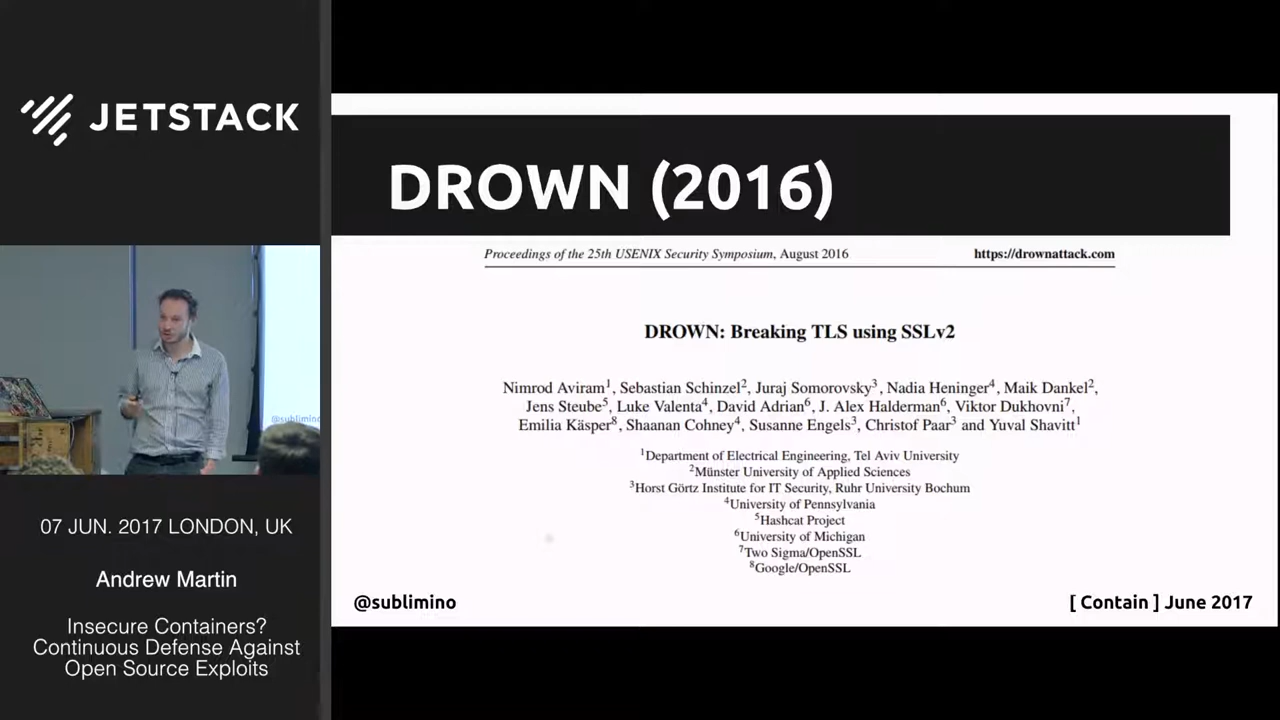 JETSTACK
@sublimino
07 JUN. 2017 LONDON, UK
Andrew Martin
Insecure Containers?
Continuous Defense Against
Open Source Exploits
DROWN (2016)
Proceedings of the 25th USENIX Security Symposium, August 2016 https://drownattack.com
DROWN: Breaking TLS using SSLv2
Nimrod Aviram1, Sebastian Schinzel2, Juraj Somorovsky3, Nadia Heninger4, Maik Dankel2,
Jens Steube5, Luke Valenta4, David Adrian6, J. Alex Halderman6, Viktor Dukhovni7,
Emilia Käsper8, Shaanan Cohney4, Susanne Engels3, Christof Paar3 and Yuval Shavitt1
1Department of Electrical Engineering, Tel Aviv University
2Münster University of Applied Sciences
3Horst Görtz Institute for IT Security, Ruhr University Bochum
4University of Pennsylvania
5Hashcat Project
6University of Michigan
7Two Sigma/OpenSSL
8Google/OpenSSL
@sublimino [ Contain ] June 2017